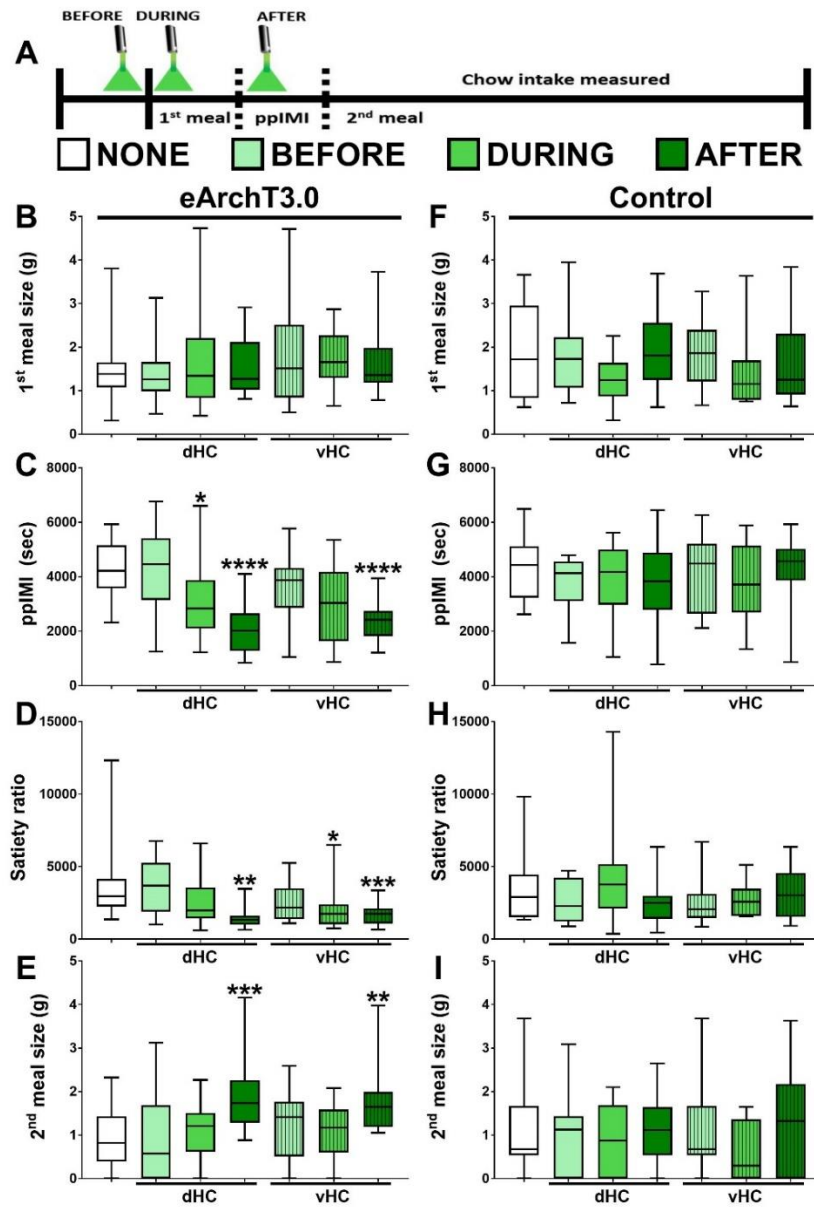 BEFORE DURING AFTER
A
Chow intake measured
1st meal ppIMI 2nd meal
NONE BEFORE DURING AFTER
eArchT3.0 Control
B
1st meal size (g)
5
4
3
2
1
0
dHC vHC
F
1st meal size (g)
5
4
3
2
1
0
dHC vHC
C
ppIMI (sec)
8000
6000
4000
2000
0
* **** ****
dHC vHC
G
ppIMI (sec)
8000
6000
4000
2000
0
dHC vHC
D
Satiety ratio
15000
10000
5000
0
** * ***
dHC vHC
H
Satiety ratio
15000
10000
5000
0
dHC vHC
E
2nd meal size (g)
5
4
3
2
1
0
*** **
dHC vHC
I
2nd meal size (g)
5
4
3
2
1
0
dHC vHC